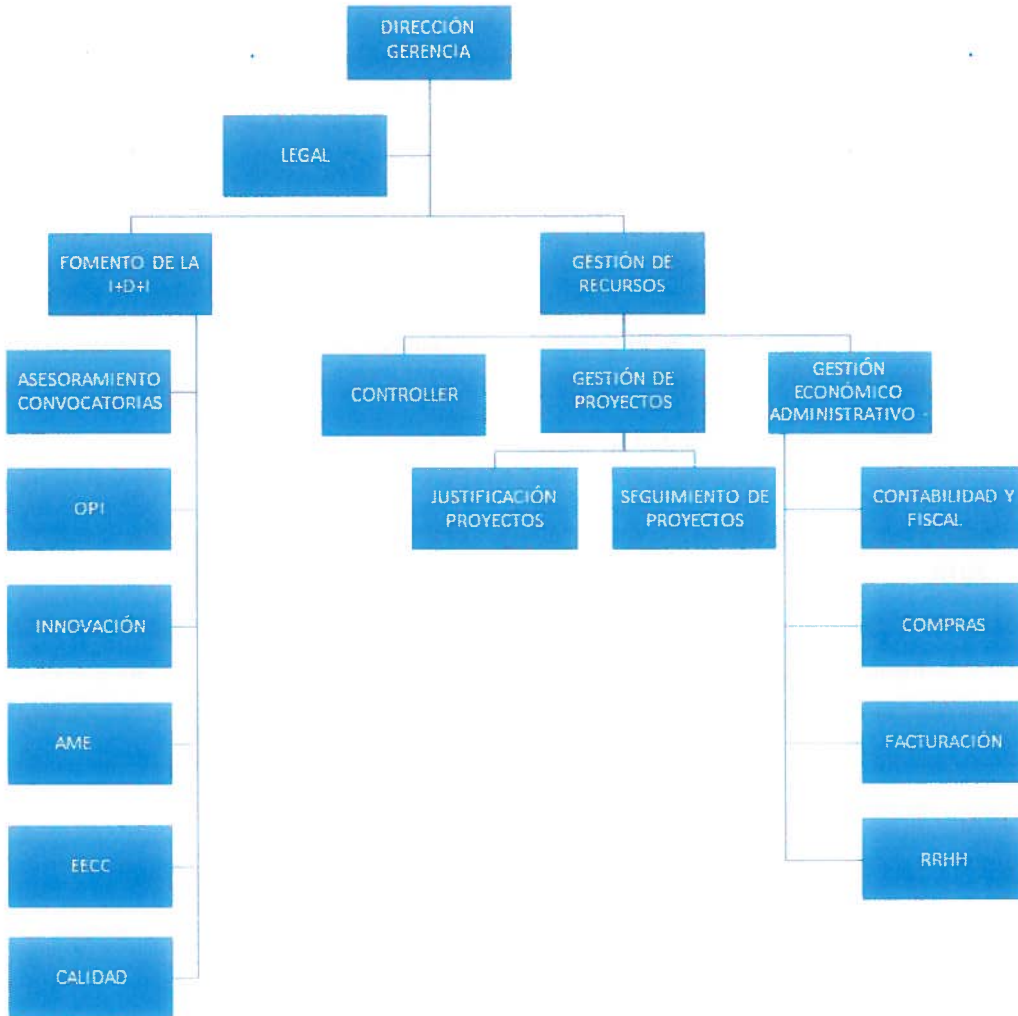 DIRECCIÓN
GERENCIA
LEGAL
FOMENTO DE LA
I+D+I
GESTIÓN DE
RECURSOS
ASESORAMIENTO
CONVOCATORIAS
CONTROLLER
GESTIÓN DE
PROYECTOS
GESTIÓN
ECONÓMICO
ADMINISTRATIVO
OPI
JUSTIFICACIÓN
PROYECTOS
SEGUIMIENTO DE
PROYECTOS
CONTABILIDAD Y
FISCAL
INNOVACIÓN
COMPRAS
AME
FACTURACIÓN
EECC
RRHH
CALIDAD